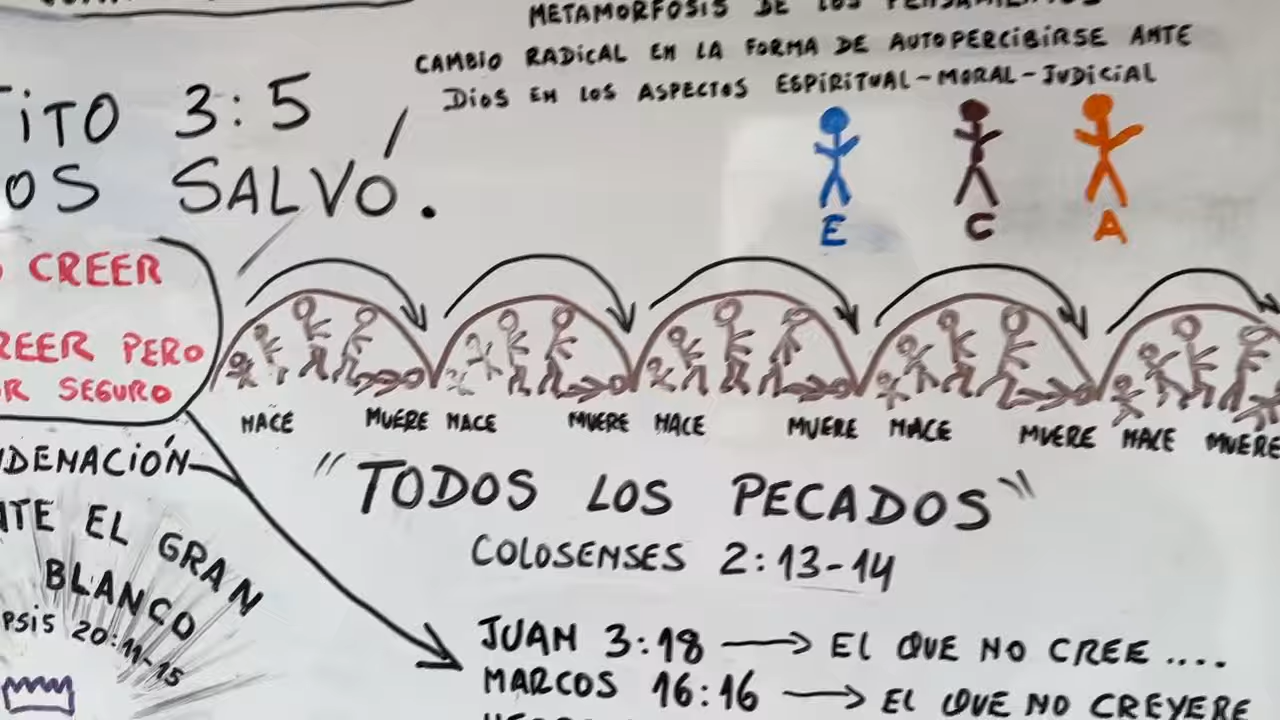 METAMORFOSIS DE LOS PENSAMIENTOS
CAMBIO RADICAL EN LA FORMA DE AUTOPERCIBIRSE ANTE
DIOS EN LOS ASPECTOS ESPIRITUAL-MORAL-JUDICIAL
TITO 3:5
OS SALVÓ.
E C A
CREER
REER PERO
R SEGURO
NACE MUERE NACE MUERE NACE MUERE NACE MUERE NACE MUERE
DENACIÓN
"TODOS LOS PECADOS"
COLOSENSES 2:13-14
NTE EL GRAN
BLANCO
PSIS 20:11-15
JUAN 3:18 → EL QUE NO CREE....
MARCOS 16:16 → EL QUE NO CREYERE